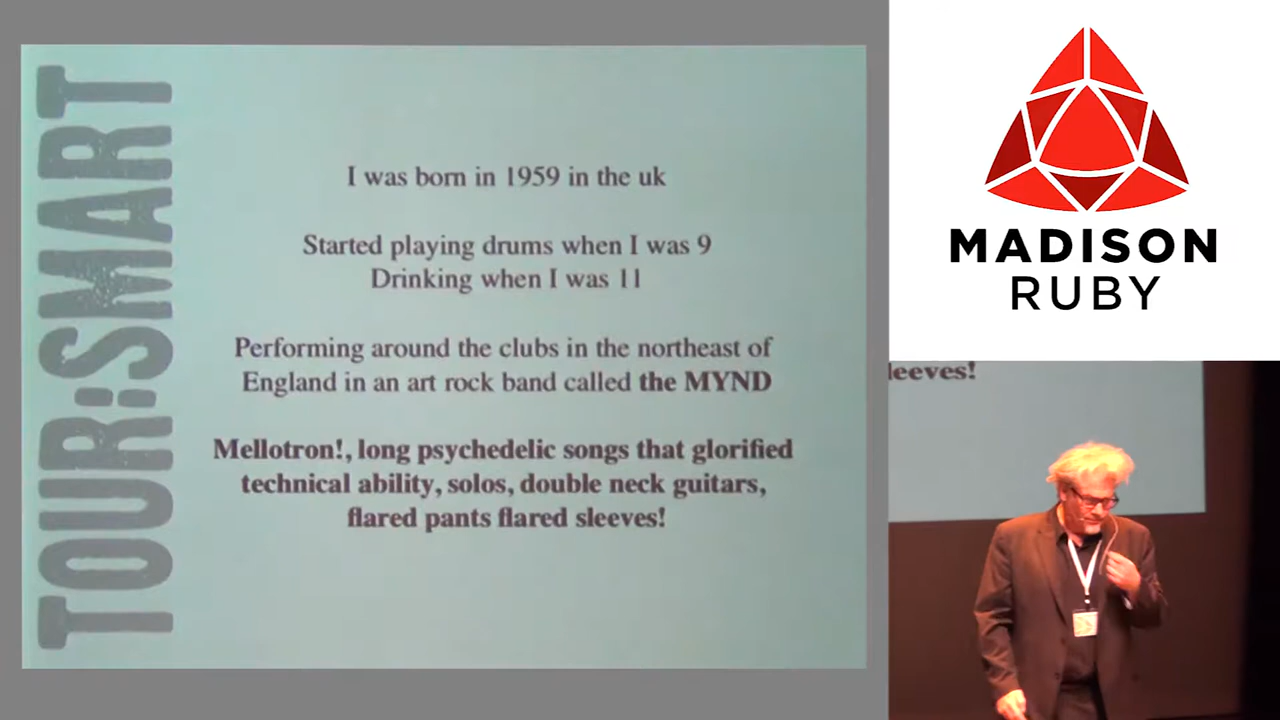 TOUR:SMART
I was born in 1959 in the uk
Started playing drums when I was 9
Drinking when I was 11
Performing around the clubs in the northeast of
England in an art rock band called the MYND
Mellotron!, long psychedelic songs that glorified
technical ability, solos, double neck guitars,
flared pants flared sleeves!
MADISON
RUBY
leeves!